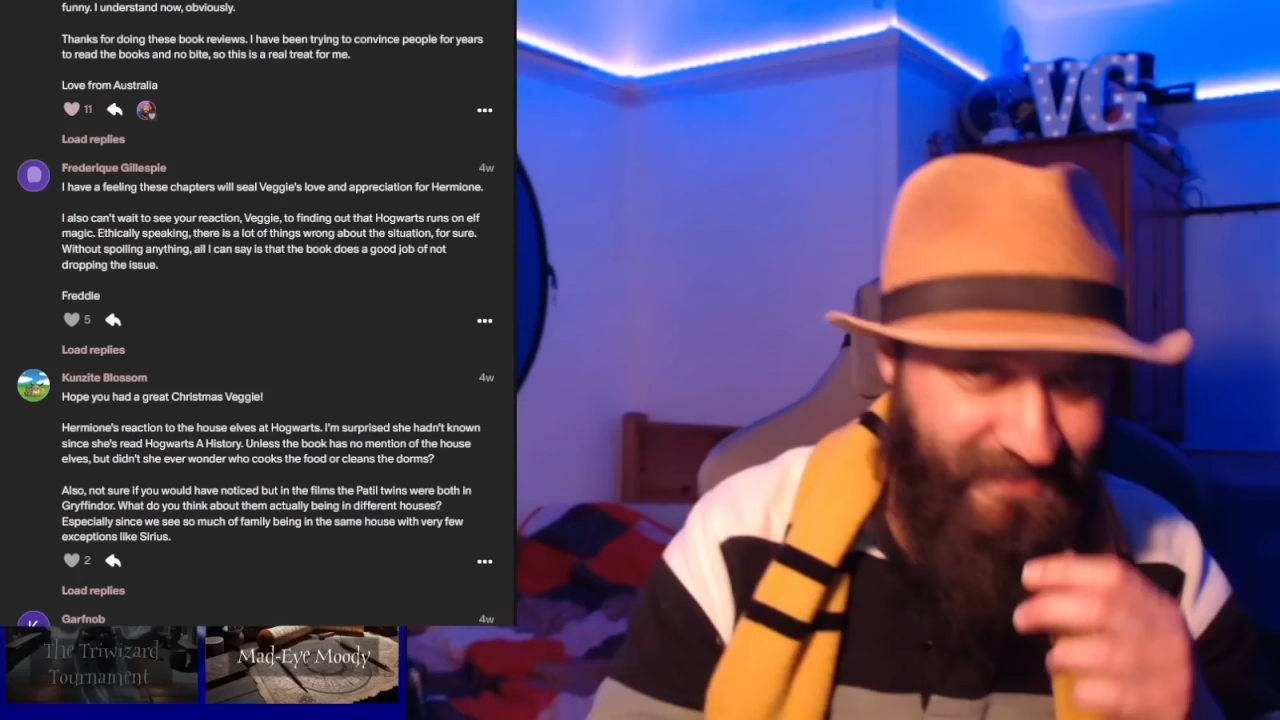 funny. I understand now, obviously.
Thanks for doing these book reviews. I have been trying to convince people for years
to read the books and no bite, so this is a real treat for me.
Love from Australia
11
Load replies
Frederique Gillespie 4w
I have a feeling these chapters will seal Veggie's love and appreciation for Hermione.
I also can't wait to see your reaction, Veggie, to finding out that Hogwarts runs on elf
magic. Ethically speaking, there is a lot of things wrong about the situation, for sure.
Without spoiling anything, all I can say is that the book does a good job of not
dropping the issue.
Freddie
5
Load replies
Kunzite Blossom 4w
Hope you had a great Christmas Veggie!
Hermione's reaction to the house elves at Hogwarts. I'm surprised she hadn't known
since she's read Hogwarts A History. Unless the book has no mention of the house
elves, but didn't she ever wonder who cooks the food or cleans the dorms?
Also, not sure if you would have noticed but in the films the Patil twins were both in
Gryffindor. What do you think about them actually being in different houses?
Especially since we see so much of family being in the same house with very few
exceptions like Sirius.
2
Load replies
Garfnob 4w
K
The Triwizard
Tournament
Mad-Eye Moody
VG